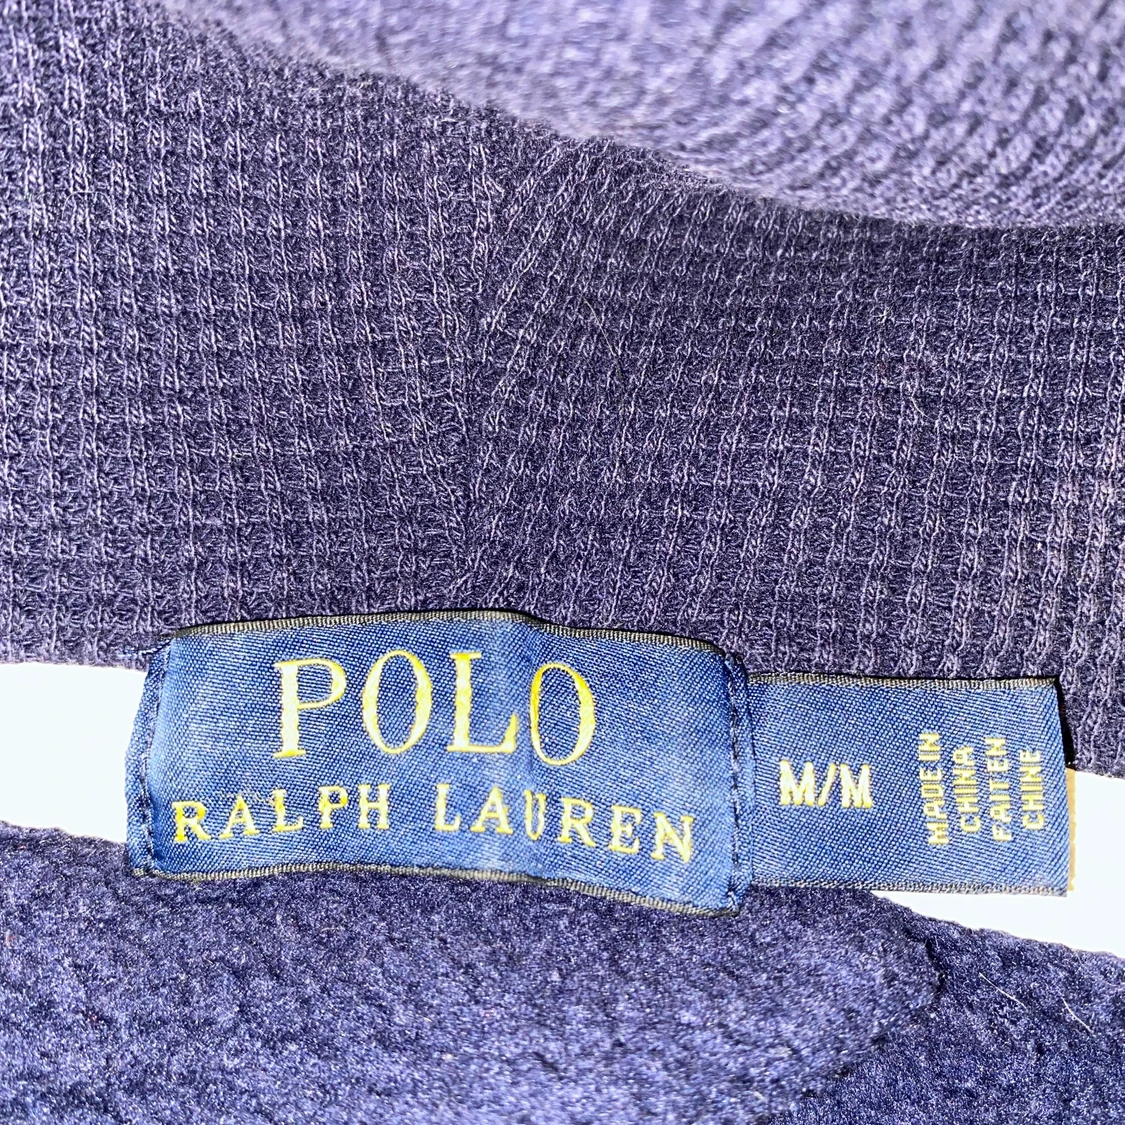 POLO
RALPH LAUREN
M/M
MADE IN
CHINA
FAIT EN
CHINE